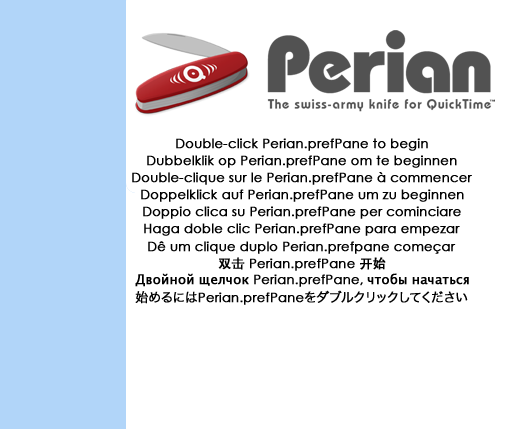 Perian
The swiss-army knife for QuickTime™
Double-click Perian.prefPane to begin
Dubbelklik op Perian.prefPane om te beginnen
Double-clique sur le Perian.prefPane à commencer
Doppelklick auf Perian.prefPane um zu beginnen
Doppio clica su Perian.prefPane per cominciare
Haga doble clic Perian.prefPane para empezar
Dê um clique duplo Perian.prefpane começar
双击 Perian.prefPane 开始
Двойной щелчок Perian.prefPane, чтобы начаться
始めるにはPerian.prefPaneをダブルクリックしてください